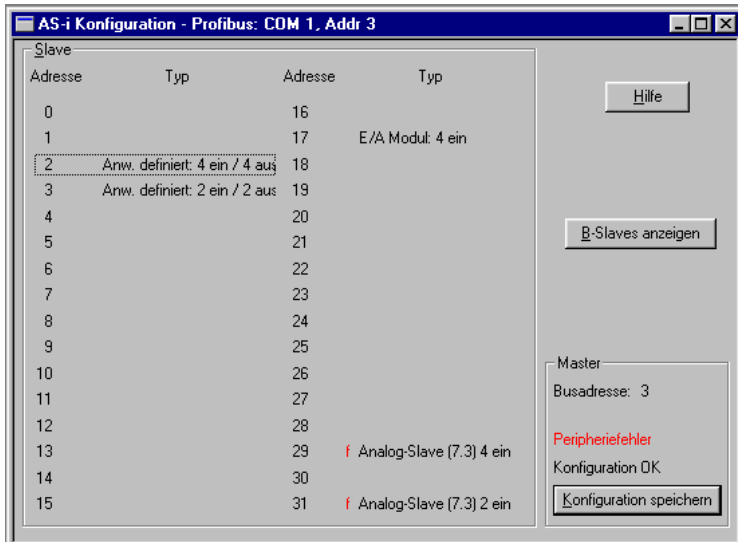 AS-i Konfiguration - Profibus: COM 1, Addr 3
Slave
Adresse Typ Adresse Typ
0 16
1 17 E/A Modul: 4 ein
2 Anw. definiert: 4 ein / 4 aus 18
3 Anw. definiert: 2 ein / 2 aus 19
4 20
5 21
6 22
7 23
8 24
9 25
10 26
11 27
12 28
13 29 f Analog-Slave (7.3) 4 ein
14 30
15 31 f Analog-Slave (7.3) 2 ein
Hilfe
B-Slaves anzeigen
Master
Busadresse: 3
Peripheriefehler
Konfiguration OK
Konfiguration speichern